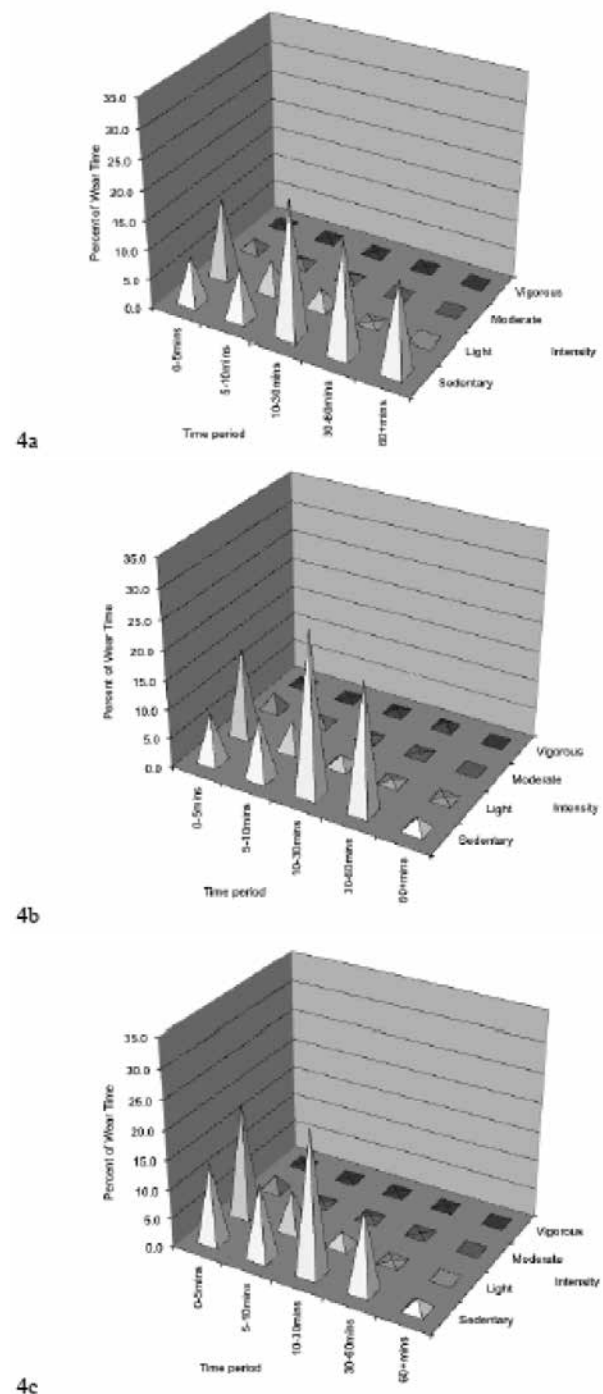 35.0
30.0
25.0
20.0
15.0
10.0
5.0
0.0
Percent of Wear Time
0-5mins
5-10mins
10-30mins
30-60mins
60+mins
Time period
Vigorous
Moderate
Light
Sedentary
Intensity
4a
35.0
30.0
25.0
20.0
15.0
10.0
5.0
0.0
Percent of Wear Time
0-5mins
5-10mins
10-30mins
30-60mins
60+mins
Time period
Vigorous
Moderate
Light
Sedentary
Intensity
4b
35.0
30.0
25.0
20.0
15.0
10.0
5.0
0.0
Percent of Wear Time
0-5mins
5-10mins
10-30mins
30-60mins
60+mins
Time period
Vigorous
Moderate
Light
Sedentary
Intensity
4c